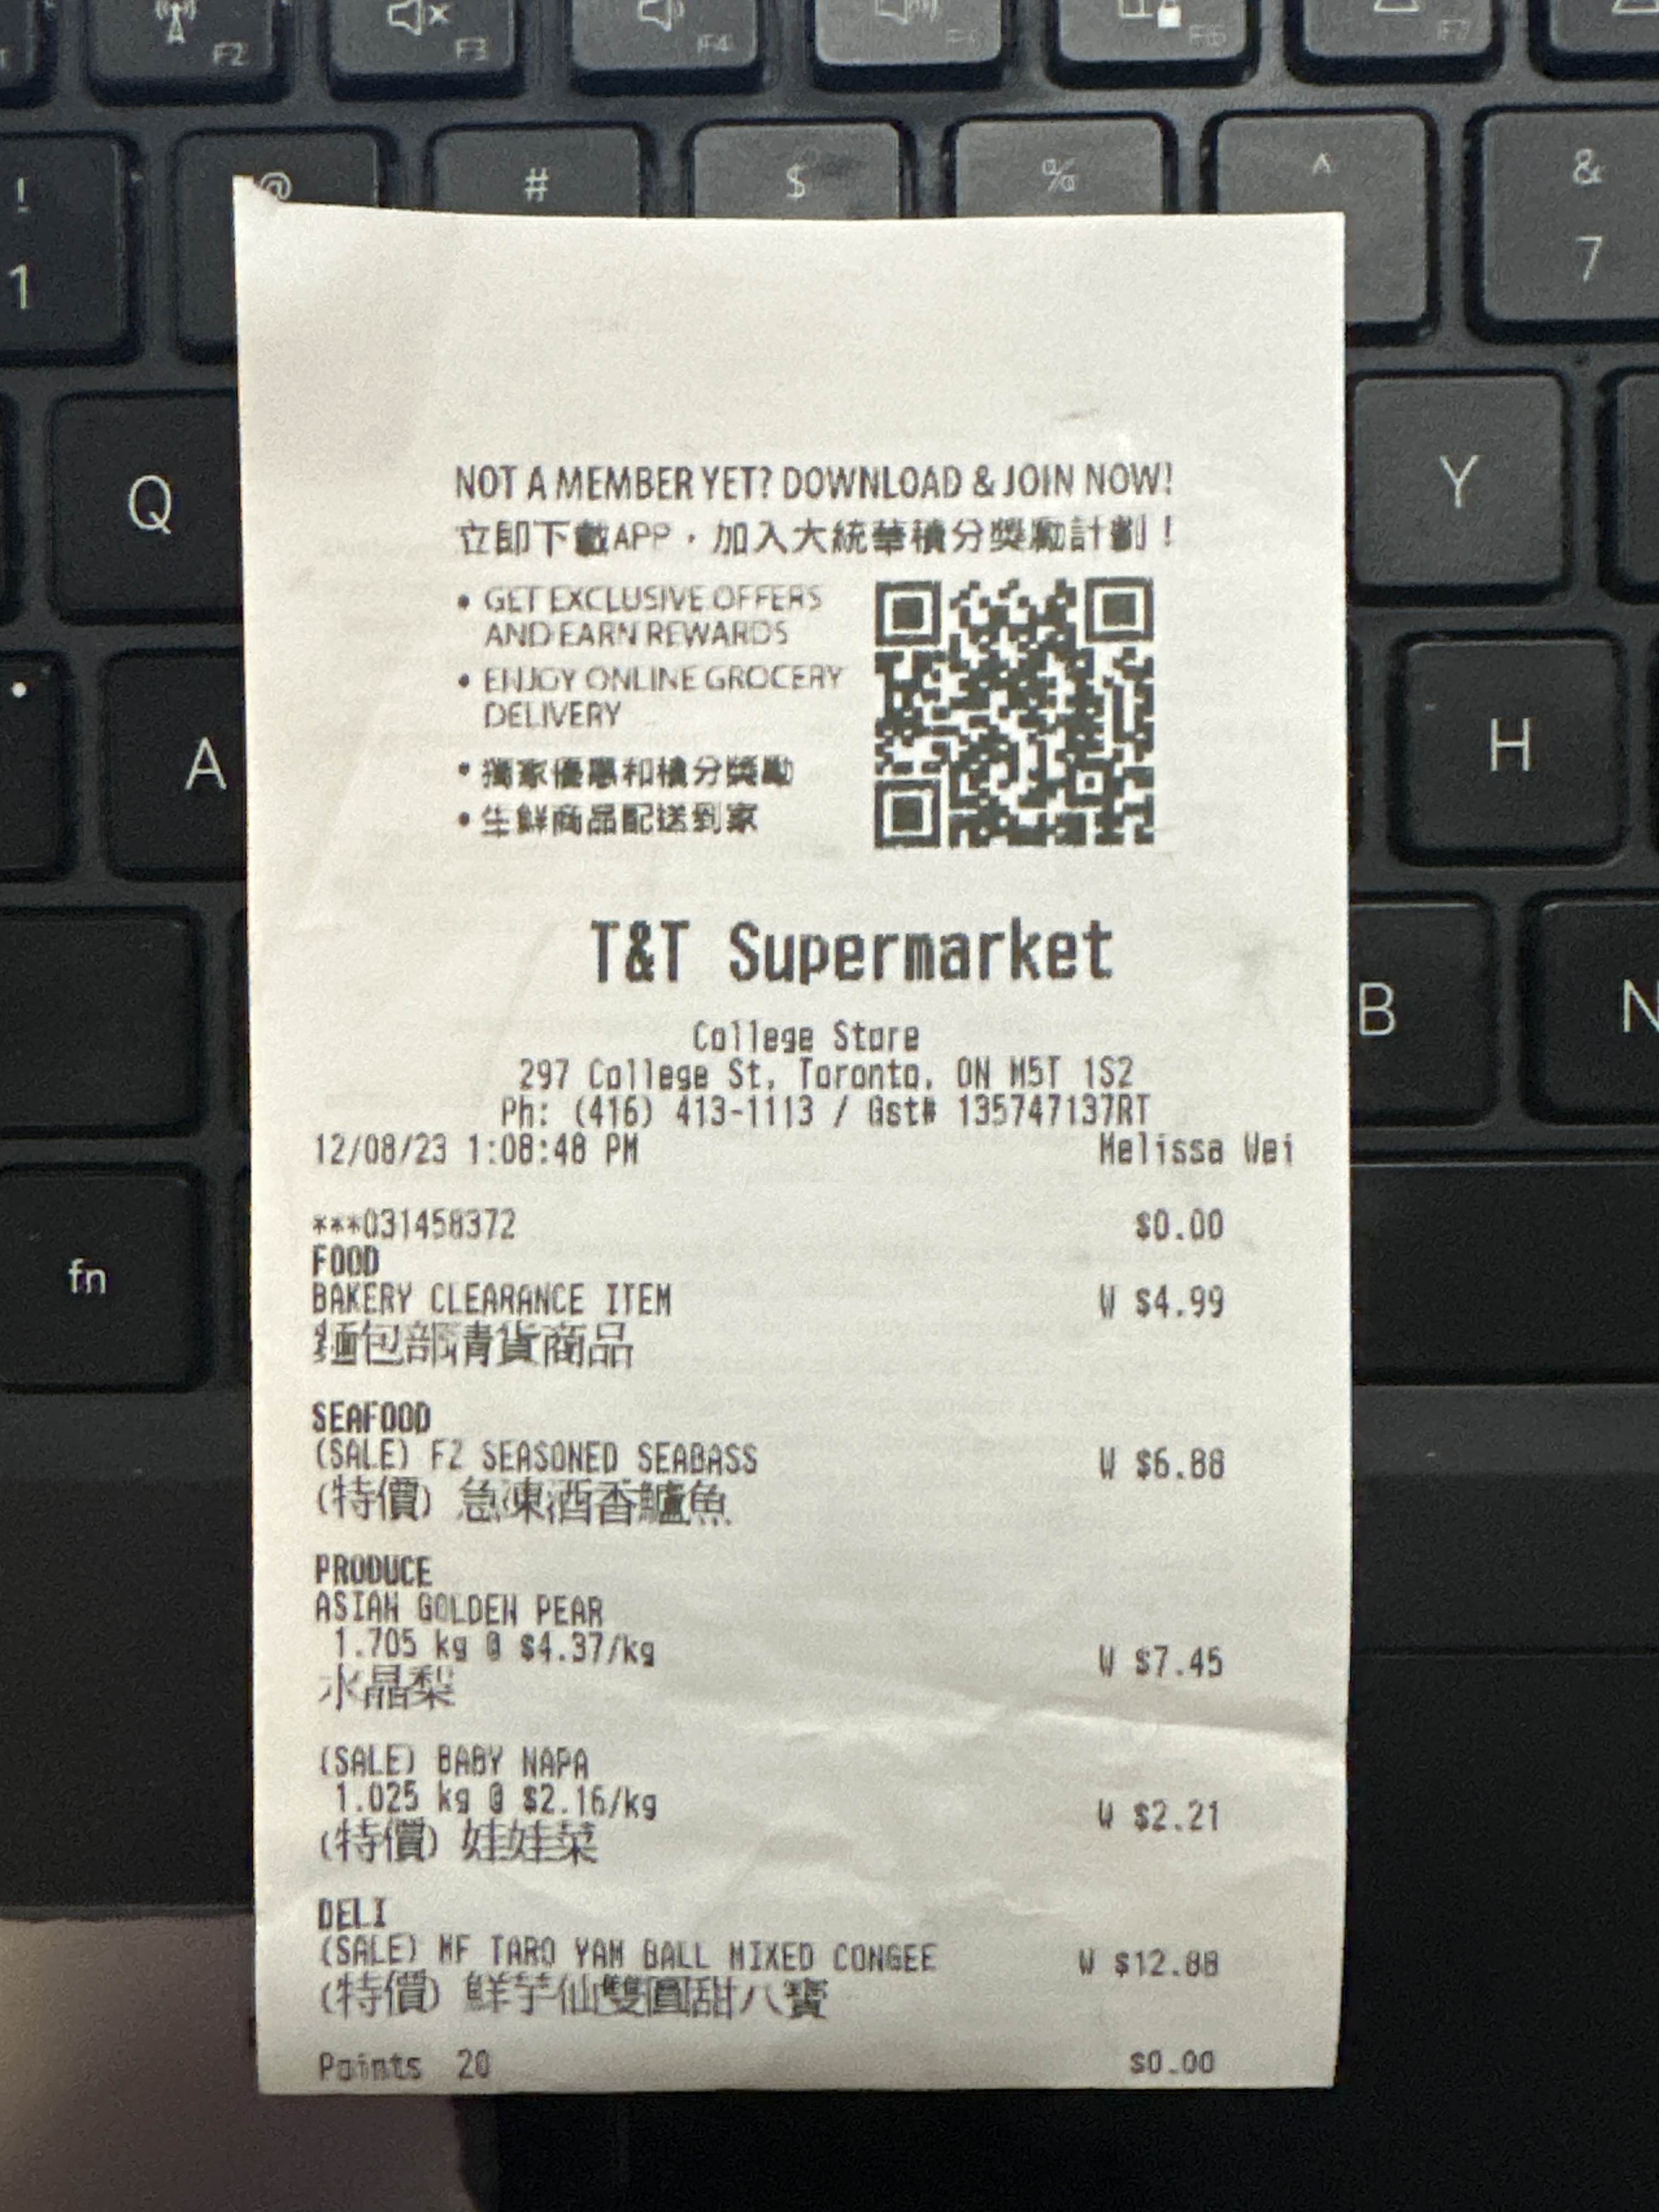 F2
F3
F4
F6
F7
!
@
#
$
%
^
&
1
7
Q
Y
A
H
B
N
fn
NOT A MEMBER YET? DOWNLOAD & JOIN NOW!
立即下載APP，加入大統華積分獎勵計劃！
• GET EXCLUSIVE OFFERS
AND EARN REWARDS
• ENJOY ONLINE GROCERY
DELIVERY
• 獨家優惠和積分獎勵
• 生鮮商品配送到家
T&T Supermarket
College Store
297 College St, Toronto, ON M5T 1S2
Ph: (416) 413-1113 / Gst# 135747137RT
12/08/23 1:08:48 PM Melissa Wei
***031458372 $0.00
FOOD
BAKERY CLEARANCE ITEM W $4.99
麵包部清貨商品
SEAFOOD
(SALE) FZ SEASONED SEABASS W $6.88
(特價) 急凍酒香鱸魚
PRODUCE
ASIAN GOLDEN PEAR
1.705 kg @ $4.37/kg W $7.45
水晶梨
(SALE) BABY NAPA
1.025 kg @ $2.16/kg W $2.21
(特價) 娃娃菜
DELI
(SALE) MF TARO YAM BALL MIXED CONGEE W $12.88
(特價) 鮮芋仙雙圓甜八寶
Points 20 $0.00